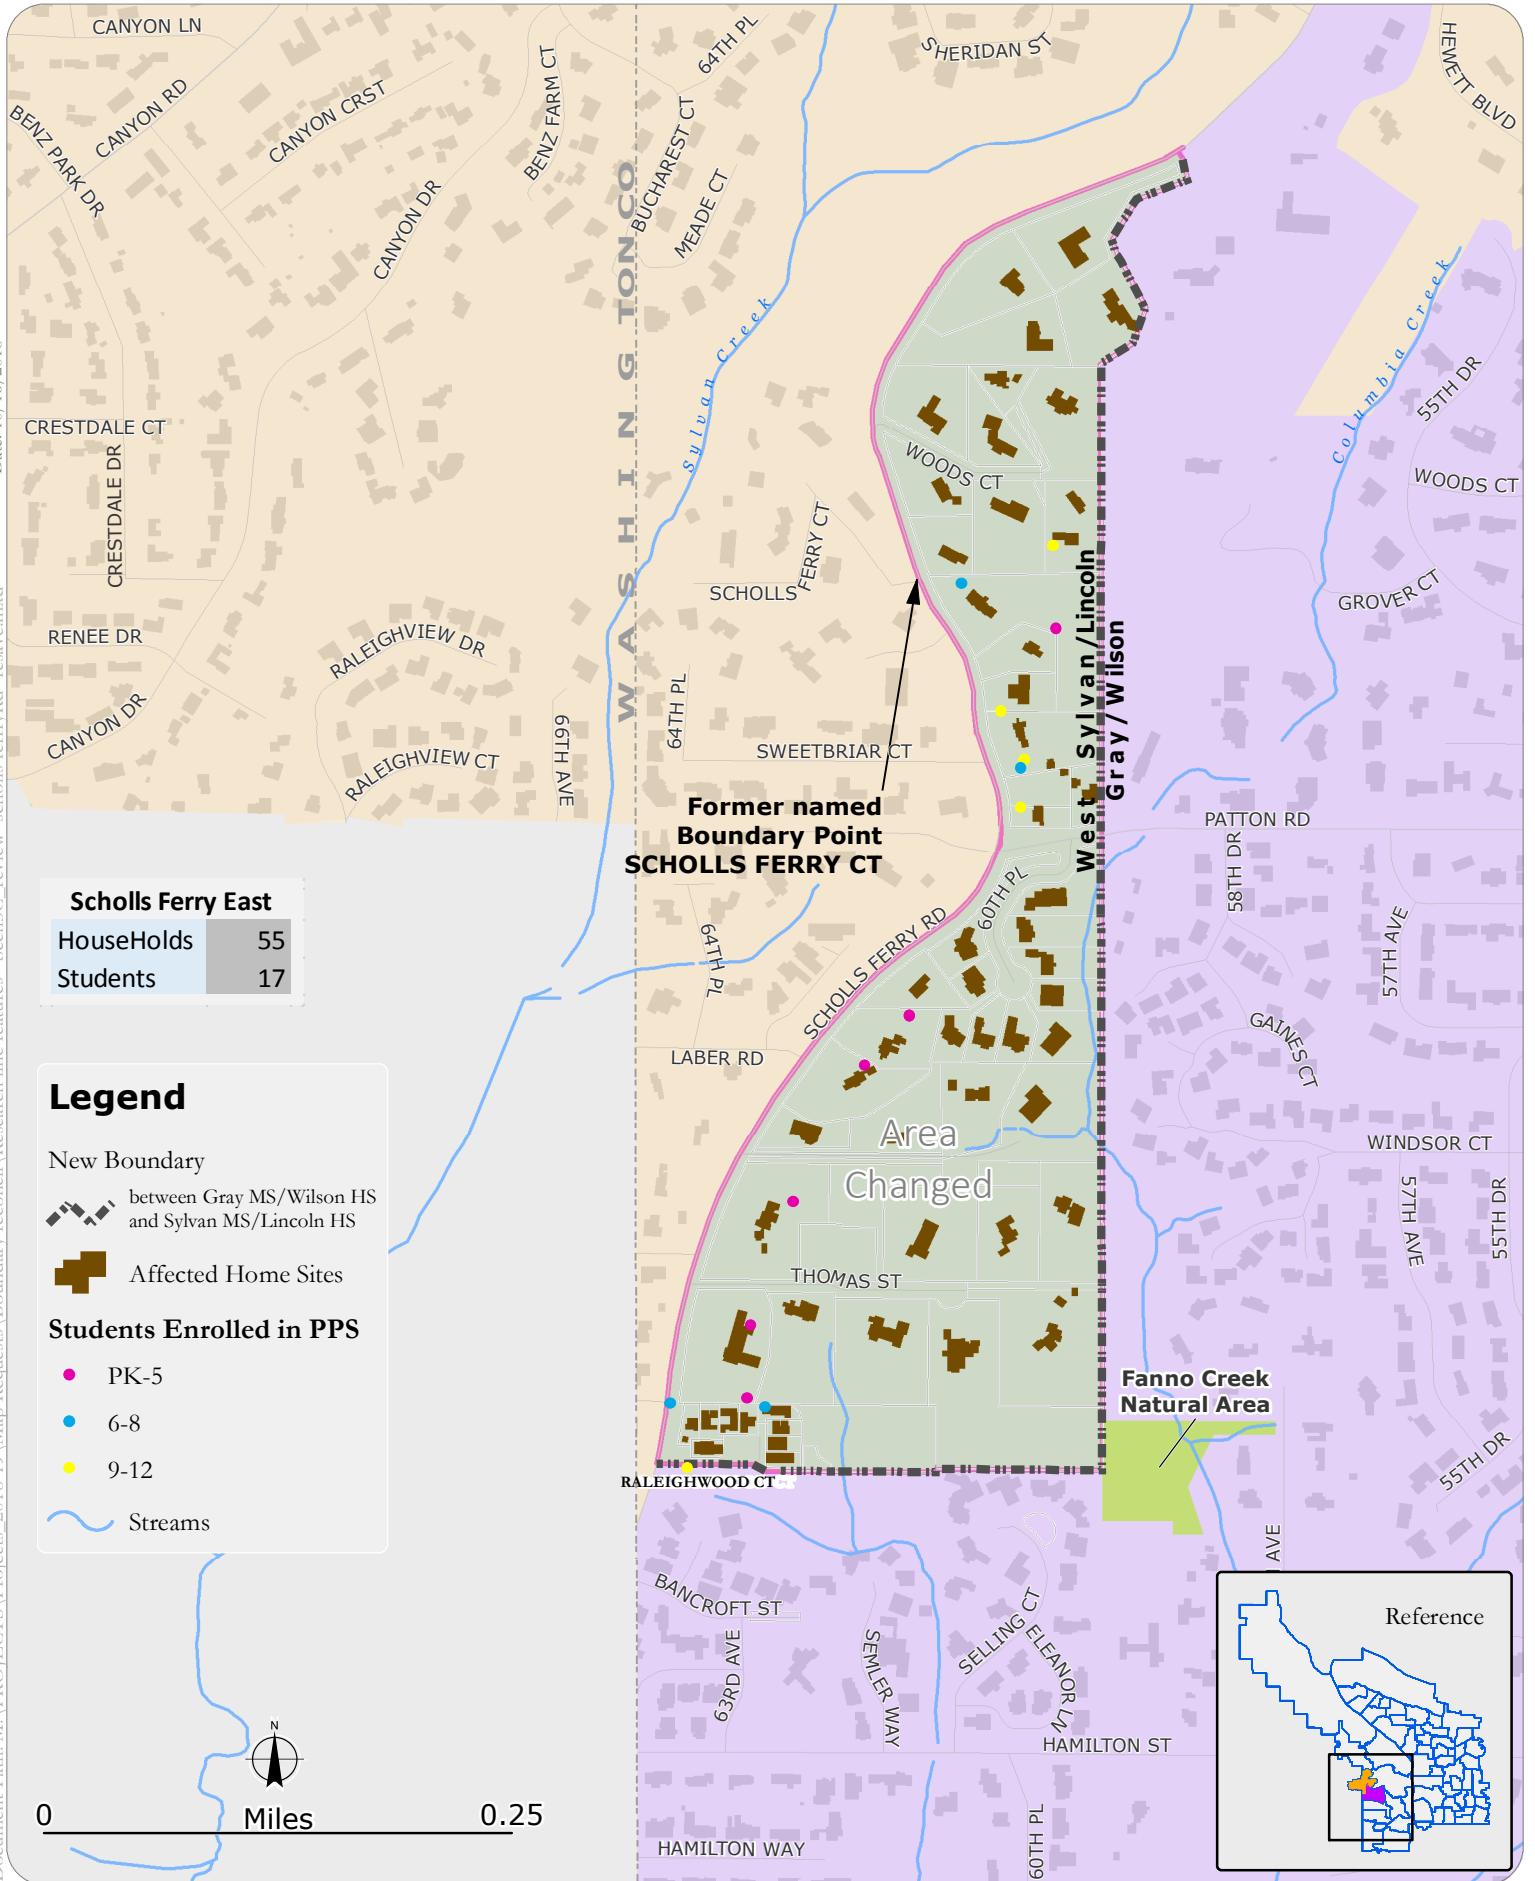 CANYON LN
64TH PL
SHERIDAN ST
HEWETT BLVD
CANYON RD
CANYON CRST
BENZ FARM CT
BENZ PARK DR
BUCHAREST CT
MEADE CT
CANYON DR
WASHINGTON CO
Sylvan Creek
Columbia Creek
55TH DR
CRESTDALE CT
CRESTDALE DR
WOODS CT
WOODS CT
SCHOLLS FERRY CT
GROVER CT
RENEE DR
RALEIGHVIEW DR
West Sylvan/Lincoln
Gray/Wilson
CANYON DR
64TH PL
66TH AVE
SWEETBRIAR CT
RALEIGHVIEW CT
Former named
Boundary Point
SCHOLLS FERRY CT
PATTON RD
58TH DR
60TH PL
SCHOLLS FERRY RD
64TH PL
57TH AVE
Scholls Ferry East
HouseHolds 55
Students 17
GAINES CT
LABER RD
Area
Changed
WINDSOR CT
57TH AVE
55TH DR
THOMAS ST
Legend
New Boundary
between Gray MS/Wilson HS
and Sylvan MS/Lincoln HS
Affected Home Sites
Students Enrolled in PPS
PK-5
6-8
9-12
Streams
Fanno Creek
Natural Area
55TH DR
RALEIGHWOOD CT
AVE
BANCROFT ST
63RD AVE
SEMLER WAY
SELLING CT
ELEANOR LN
HAMILTON ST
HAMILTON WAY
60TH PL
Reference
N
0 Miles 0.25